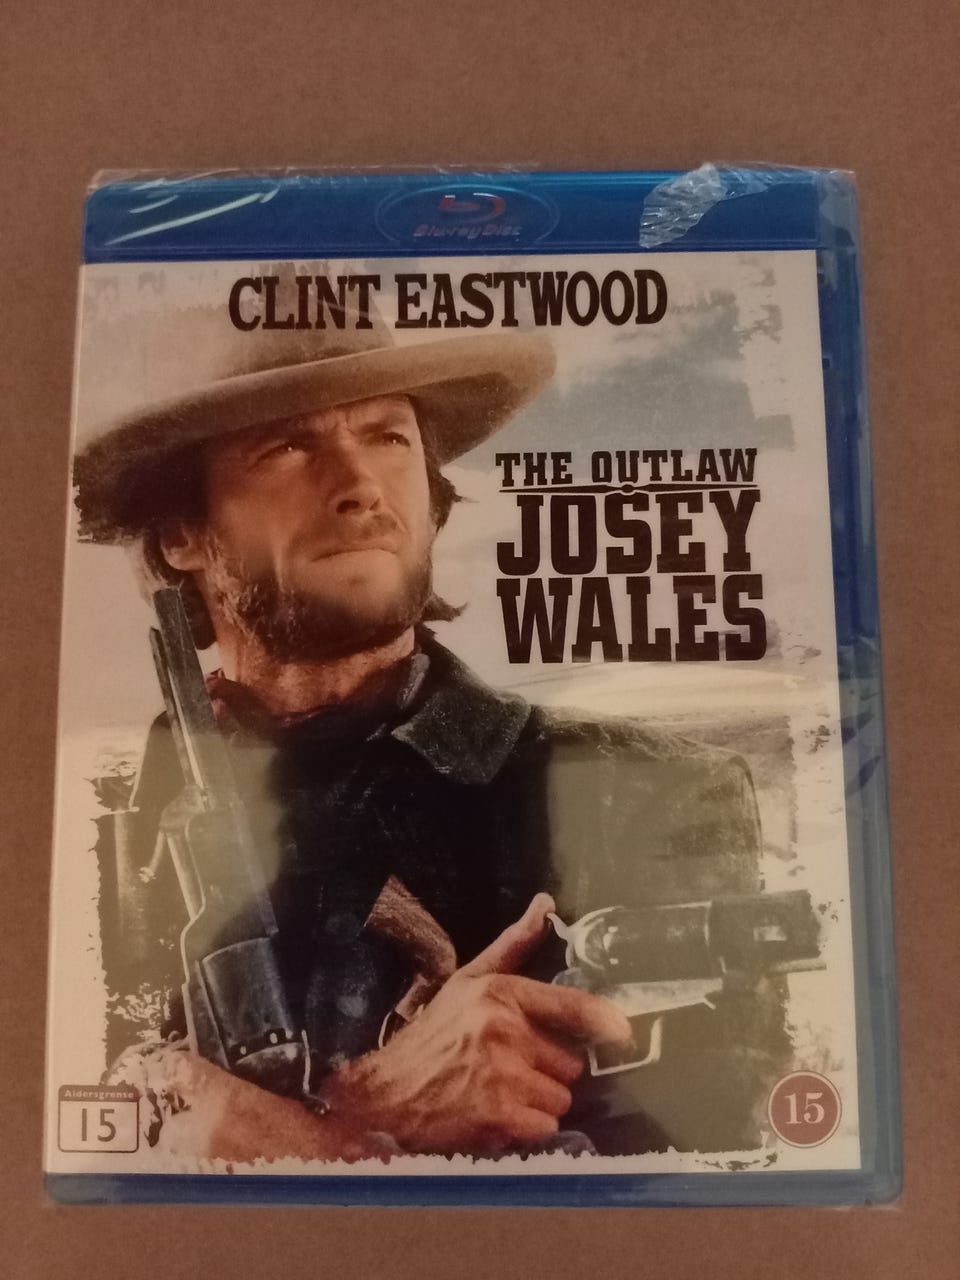 Blu-ray Disc
CLINT EASTWOOD
THE OUTLAW
JOSEY
WALES
Aldersgrense
15
15